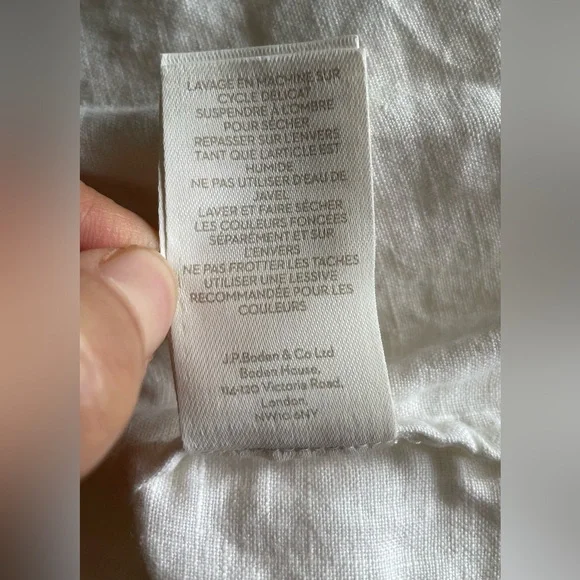 LAVAGE EN MACHINE SUR
CYCLE DÉLICAT
SUSPENDRE À L'OMBRE
POUR SÉCHER
REPASSER SUR L'ENVERS
TANT QUE L'ARTICLE EST
HUMIDE
NE PAS UTILISER D'EAU DE
JAVEL
LAVER ET FAIRE SÉCHER
LES COULEURS FONCÉES
SÉPARÉMENT ET SUR
L'ENVERS
NE PAS FROTTER LES TACHES
UTILISER UNE LESSIVE
RECOMMANDÉE POUR LES
COULEURS
J.P.Boden & Co Ltd
Boden House,
114-120 Victoria Road,
London,
NW10 6NY